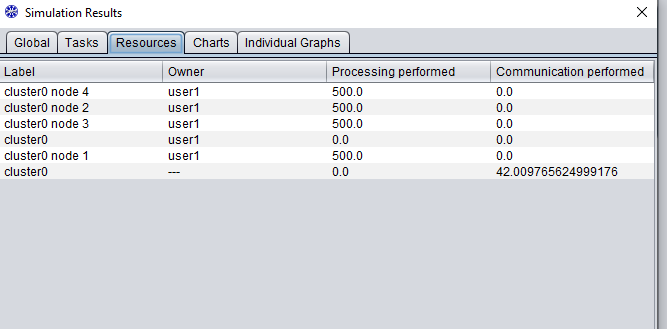 Simulation Results
Global Tasks Resources Charts Individual Graphs
Label Owner Processing performed Communication performed
cluster0 node 4 user1 500.0 0.0
cluster0 node 2 user1 500.0 0.0
cluster0 node 3 user1 500.0 0.0
cluster0 user1 0.0 0.0
cluster0 node 1 user1 500.0 0.0
cluster0 --- 0.0 42.009765624999176